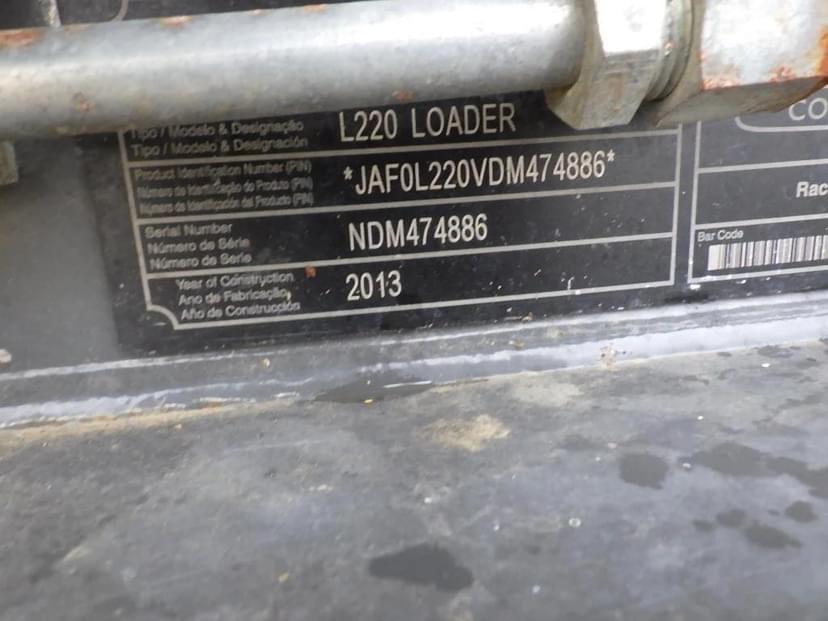 Tipo / Modelo & Designação
Tipo / Modelo & Designación
L220 LOADER
Product Identification Number (PIN)
Número de Identificação do Produto (PIN)
Número de Identificación del Producto (PIN)
*JAF0L220VDM474886*
Serial Number
Número de Série
Número de Serie
NDM474886
Year of Construction
Ano de Fabricação
Año de Construcción
2013
CO
Rac
Bar Code